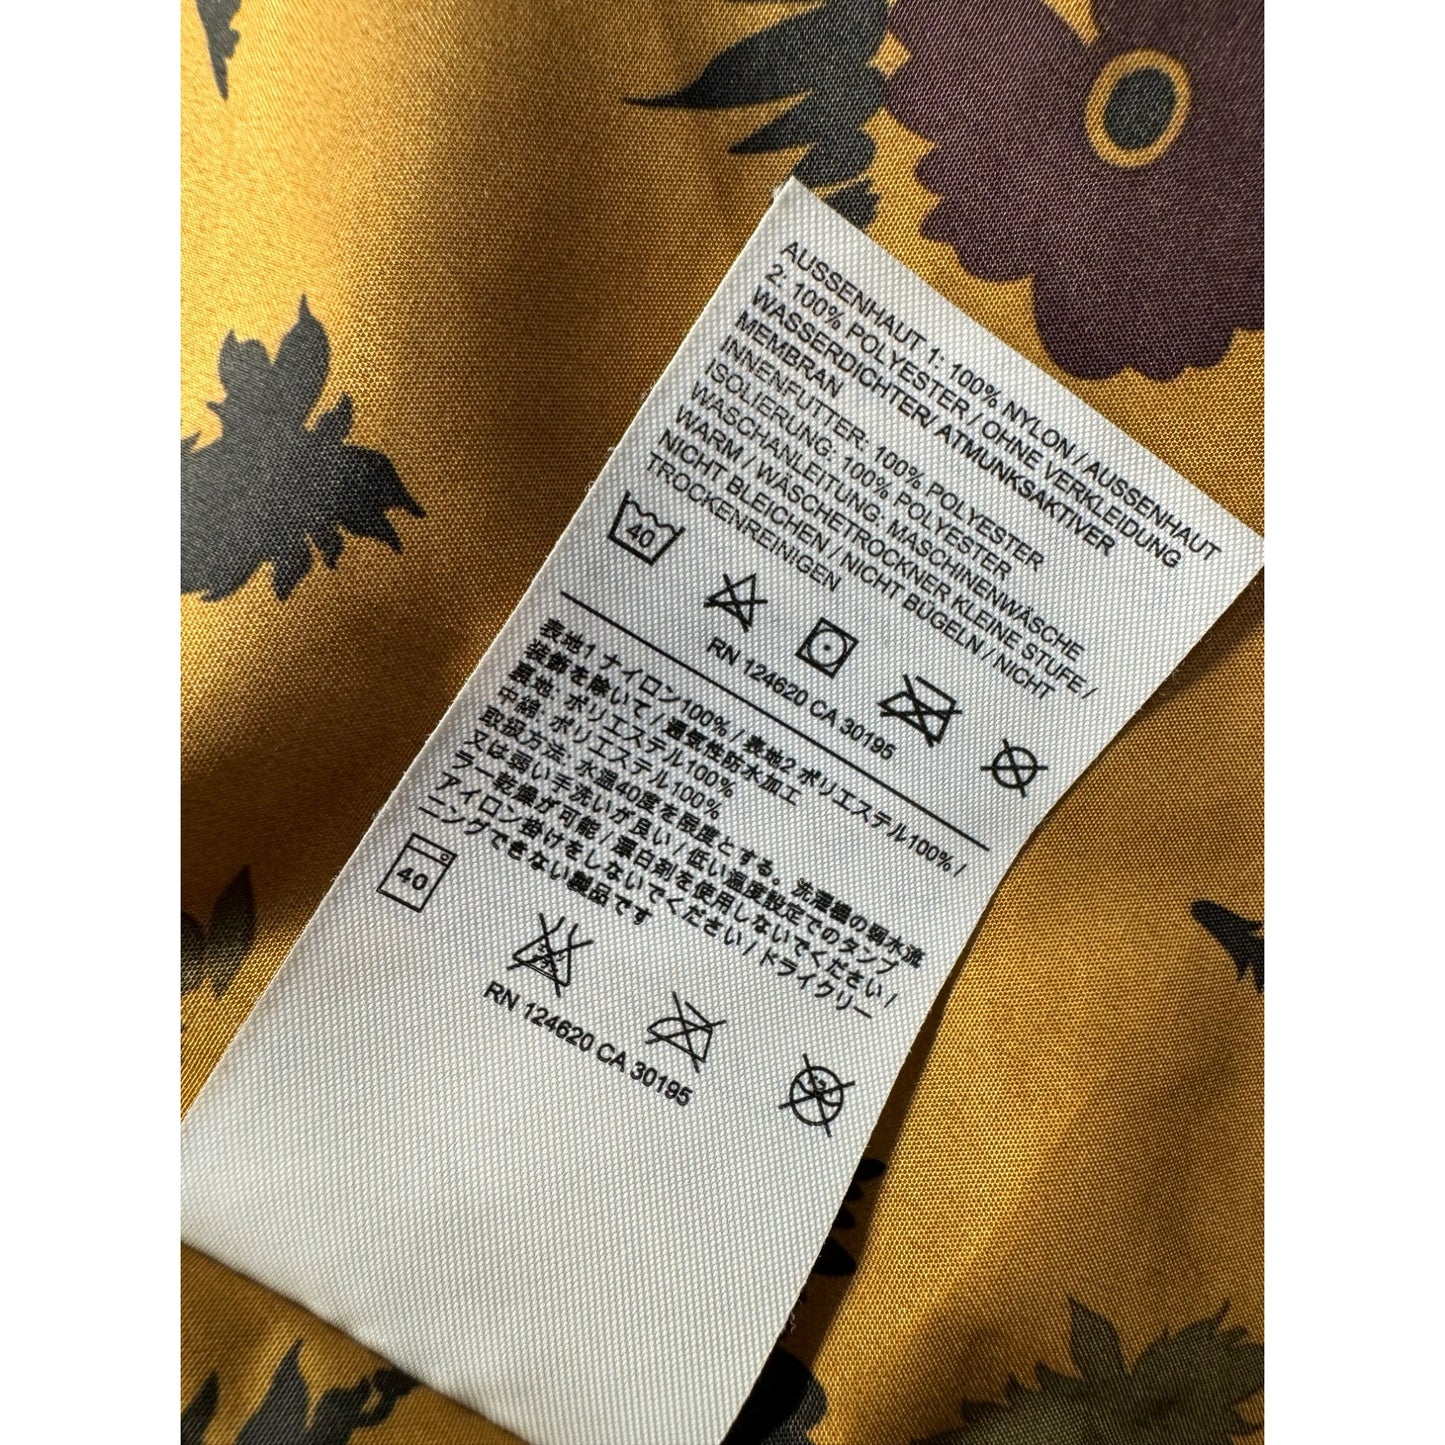 AUSSENHAUT 1: 100% NYLON / AUSSENHAUT
2: 100% POLYESTER / OHNE VERKLEIDUNG
WASSERDICHTER/ ATMUNKSAKTIVER
MEMBRAN
INNENFUTTER: 100% POLYESTER
ISOLIERUNG: 100% POLYESTER
WASCHANLEITUNG: MASCHINENWÄSCHE
WARM / WÄSCHETROCKNER KLEINE STUFE /
NICHT BLEICHEN / NICHT BÜGELN / NICHT
TROCKENREINIGEN
40
RN 124620 CA 30195
表地1 ナイロン100% / 表地2 ポリエステル100% /
装飾を除いて / 通気性防水加工
裏地: ポリエステル100%
中綿: ポリエステル100%
取扱方法: 水温40度を限度とする。洗濯機の弱水流
又は弱い手洗いが良い / 低い温度設定でのタンブ
ラー乾燥が可能 / 漂白剤を使用しないでください /
アイロン掛けをしないでください / ドライクリー
ニングできない製品です
40
RN 124620 CA 30195